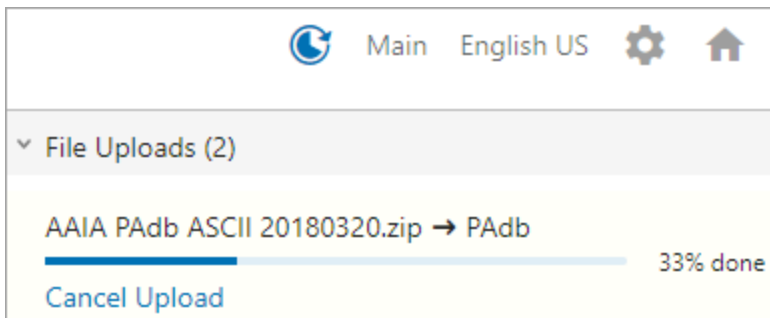 Main English US
File Uploads (2)
AAIA PAdb ASCII 20180320.zip → PAdb
33% done
Cancel Upload